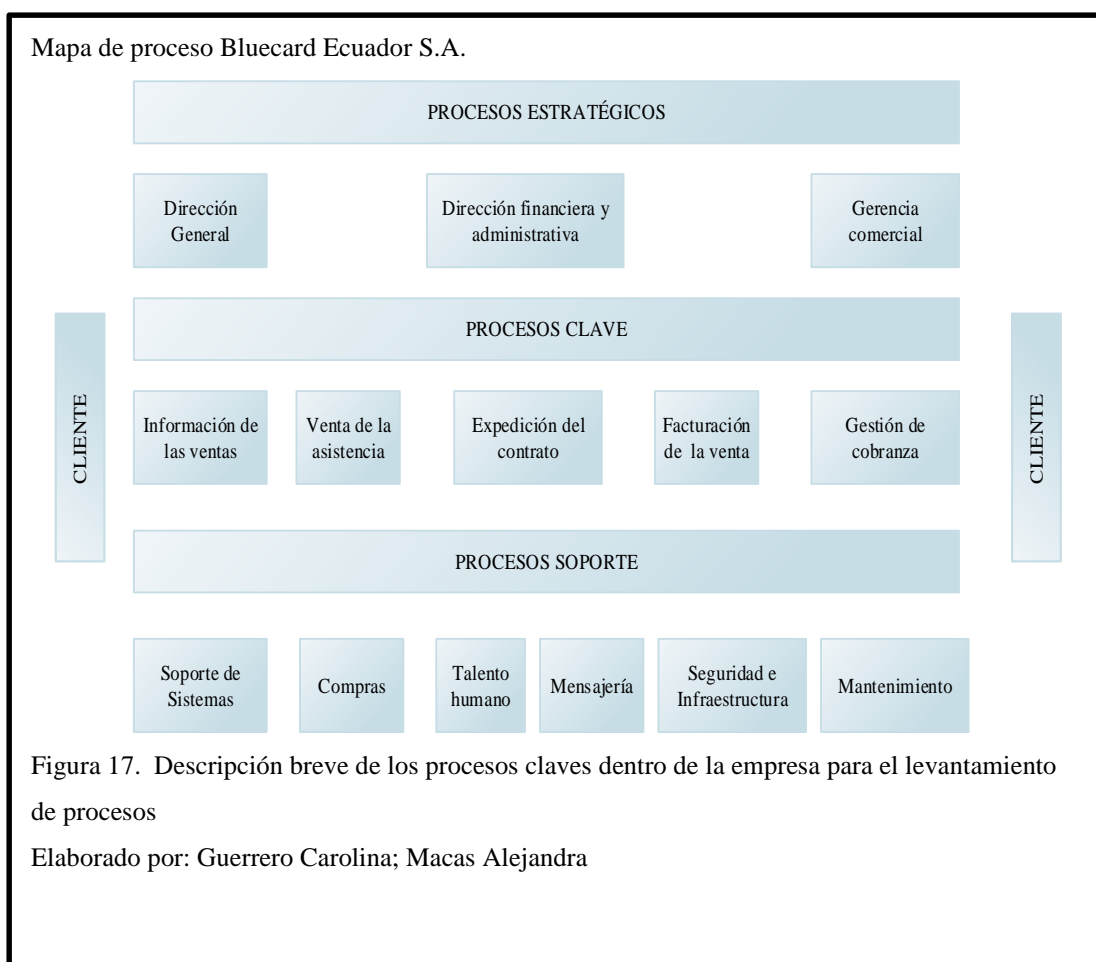 Mapa de proceso Bluecard Ecuador S.A.
PROCESOS ESTRATÉGICOS
Dirección
General
Dirección financiera y
administrativa
Gerencia
comercial
PROCESOS CLAVE
CLIENTE
Información de
las ventas
Venta de la
asistencia
Expedición del
contrato
Facturación
de la venta
Gestión de
cobranza
CLIENTE
PROCESOS SOPORTE
Soporte de
Sistemas
Compras
Talento
humano
Mensajería
Seguridad e
Infraestructura
Mantenimiento
Figura 17. Descripción breve de los procesos claves dentro de la empresa para el levantamiento
de procesos
Elaborado por: Guerrero Carolina; Macas Alejandra